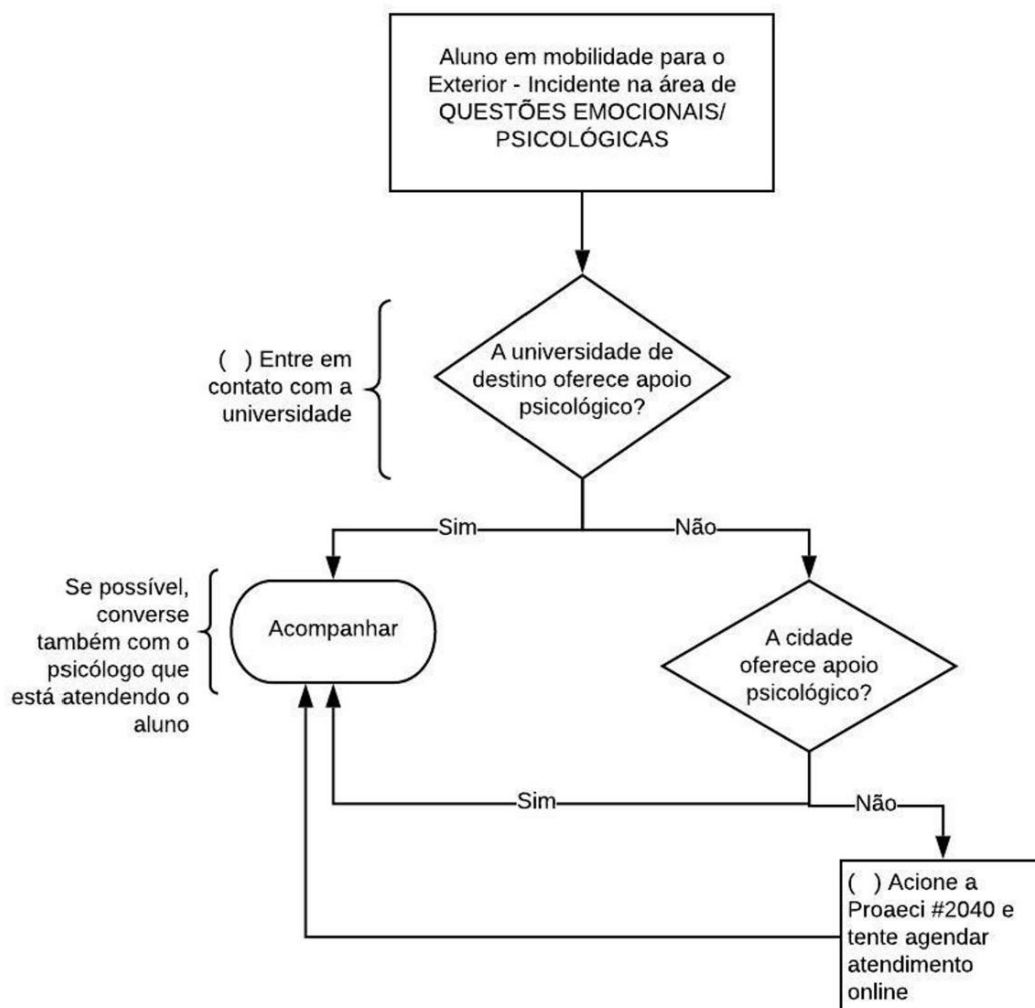 Aluno em mobilidade para o
Exterior - Incidente na área de
QUESTÕES EMOCIONAIS/
PSICOLÓGICAS
( ) Entre em
contato com a
universidade
A universidade de
destino oferece apoio
psicológico?
Sim
Não
Se possível,
converse
também com o
psicólogo que
está atendendo o
aluno
Acompanhar
A cidade
oferece apoio
psicológico?
Sim
Não
( ) Acione a
Proaeci #2040 e
tente agendar
atendimento
online